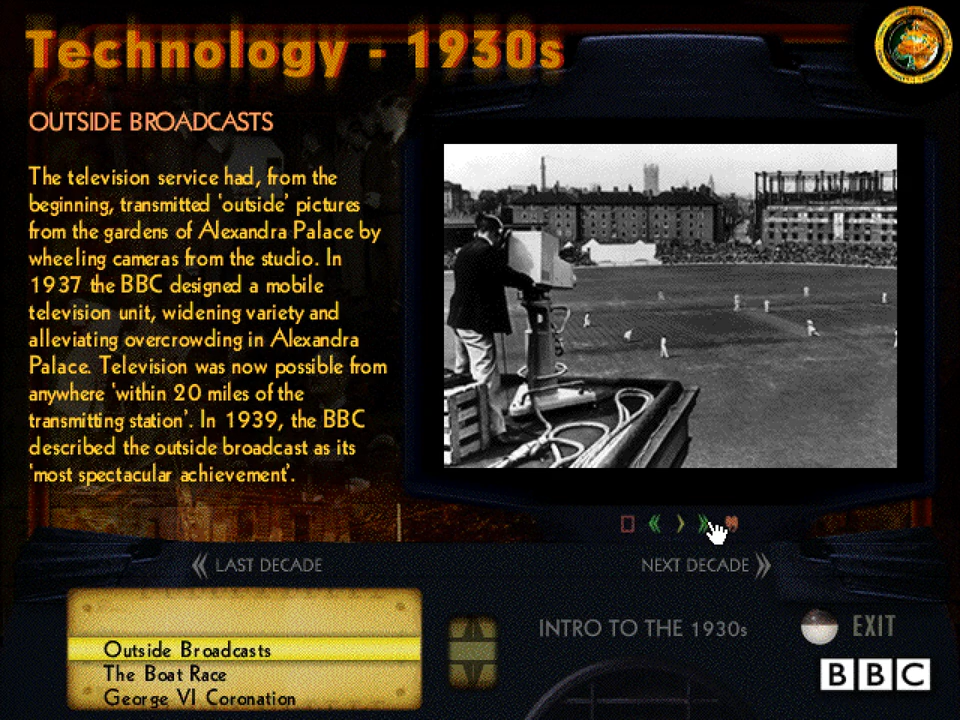 Technology - 1930s
OUTSIDE BROADCASTS
The television service had, from the
beginning, transmitted 'outside' pictures
from the gardens of Alexandra Palace by
wheeling cameras from the studio. In
1937 the BBC designed a mobile
television unit, widening variety and
alleviating overcrowding in Alexandra
Palace. Television was now possible from
anywhere 'within 20 miles of the
transmitting station'. In 1939, the BBC
described the outside broadcast as its
'most spectacular achievement'.
LAST DECADE
NEXT DECADE
INTRO TO THE 1930s
EXIT
Outside Broadcasts
The Boat Race
George VI Coronation
BBC